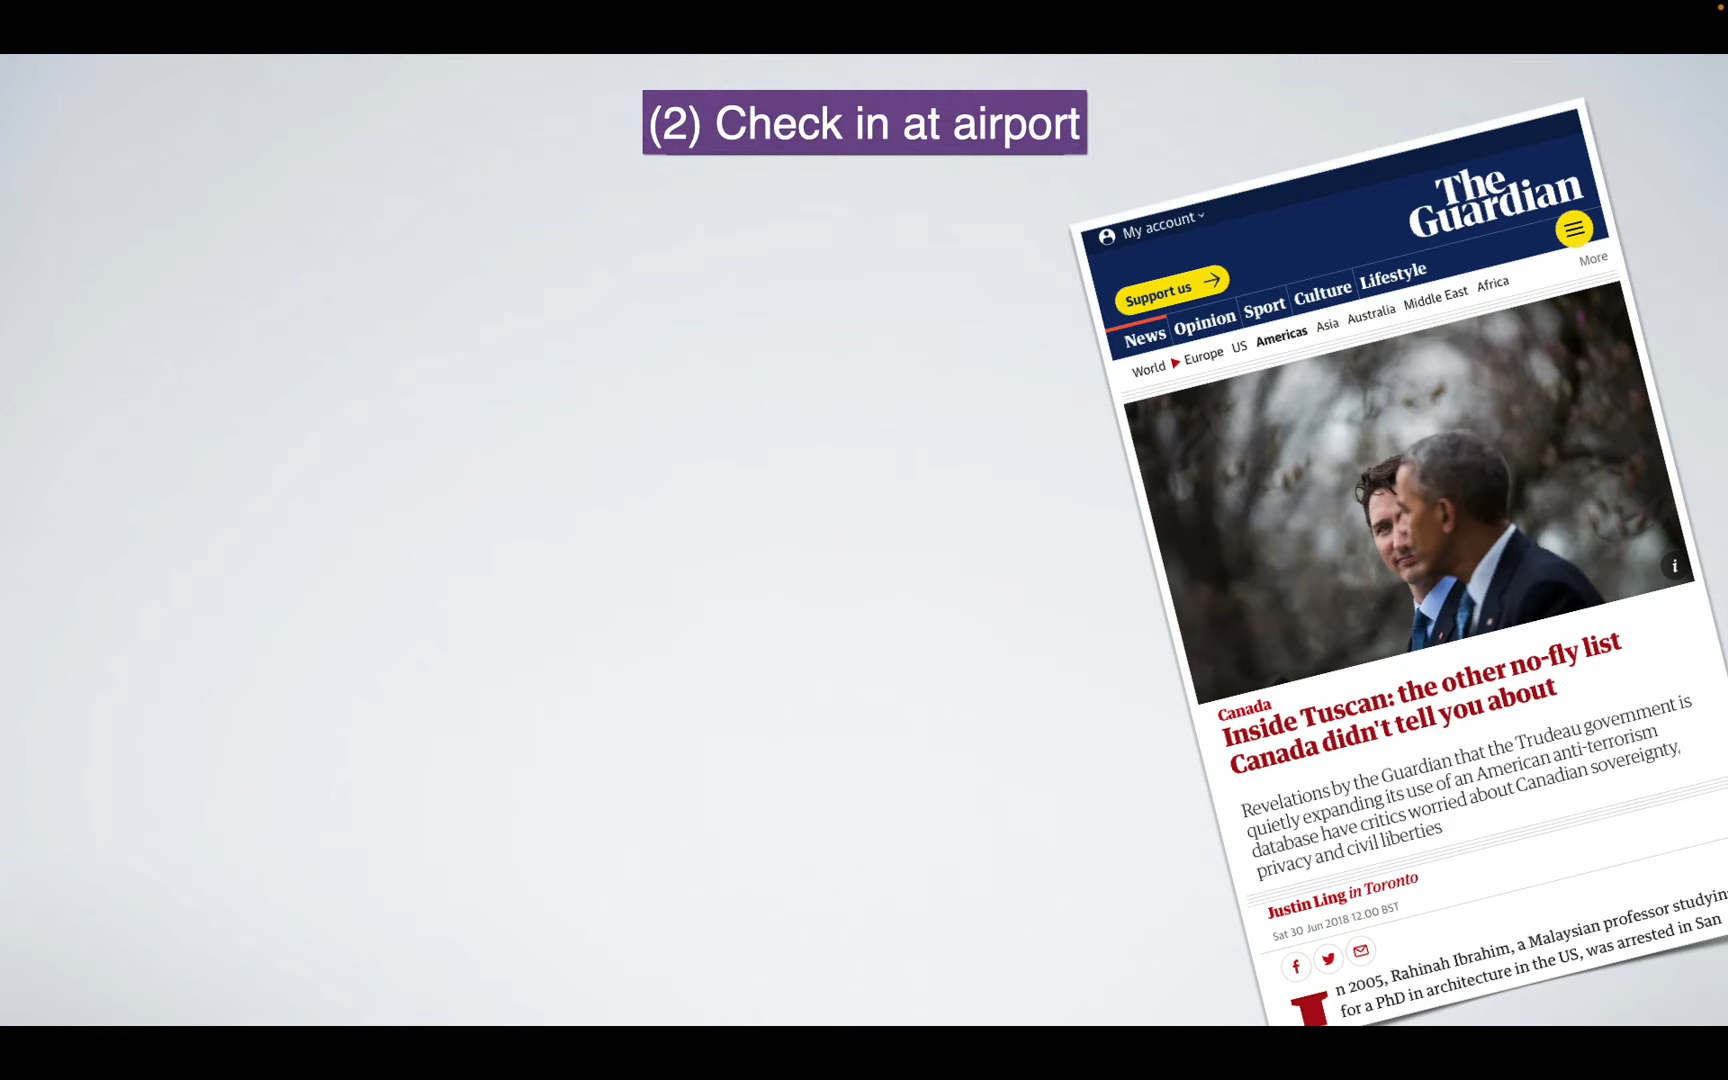 (2) Check in at airport
My account
The
Guardian
Support us
News Opinion Sport Culture Lifestyle
More
World Europe US Americas Asia Australia Middle East Africa
i
Canada
Inside Tuscan: the other no-fly list
Canada didn't tell you about
Revelations by the Guardian that the Trudeau government is
quietly expanding its use of an American anti-terrorism
database have critics worried about Canadian sovereignty,
privacy and civil liberties
Justin Ling in Toronto
Sat 30 Jun 2018 12.00 BST
In 2005, Rahinah Ibrahim, a Malaysian professor studying
for a PhD in architecture in the US, was arrested in San